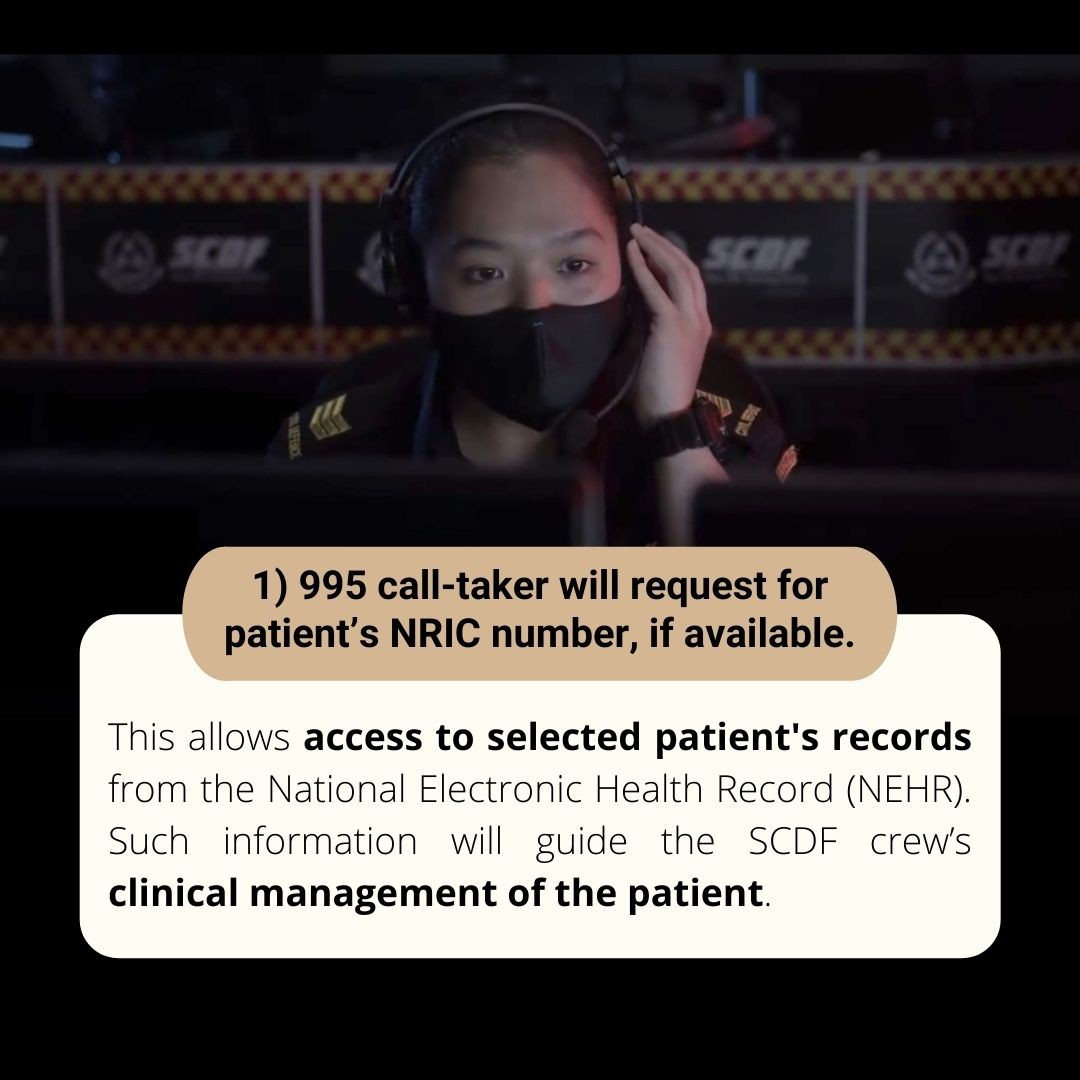 SCDF
SCDF
SCDF
1) 995 call-taker will request for
patient’s NRIC number, if available.
This allows access to selected patient's records
from the National Electronic Health Record (NEHR).
Such information will guide the SCDF crew’s
clinical management of the patient.